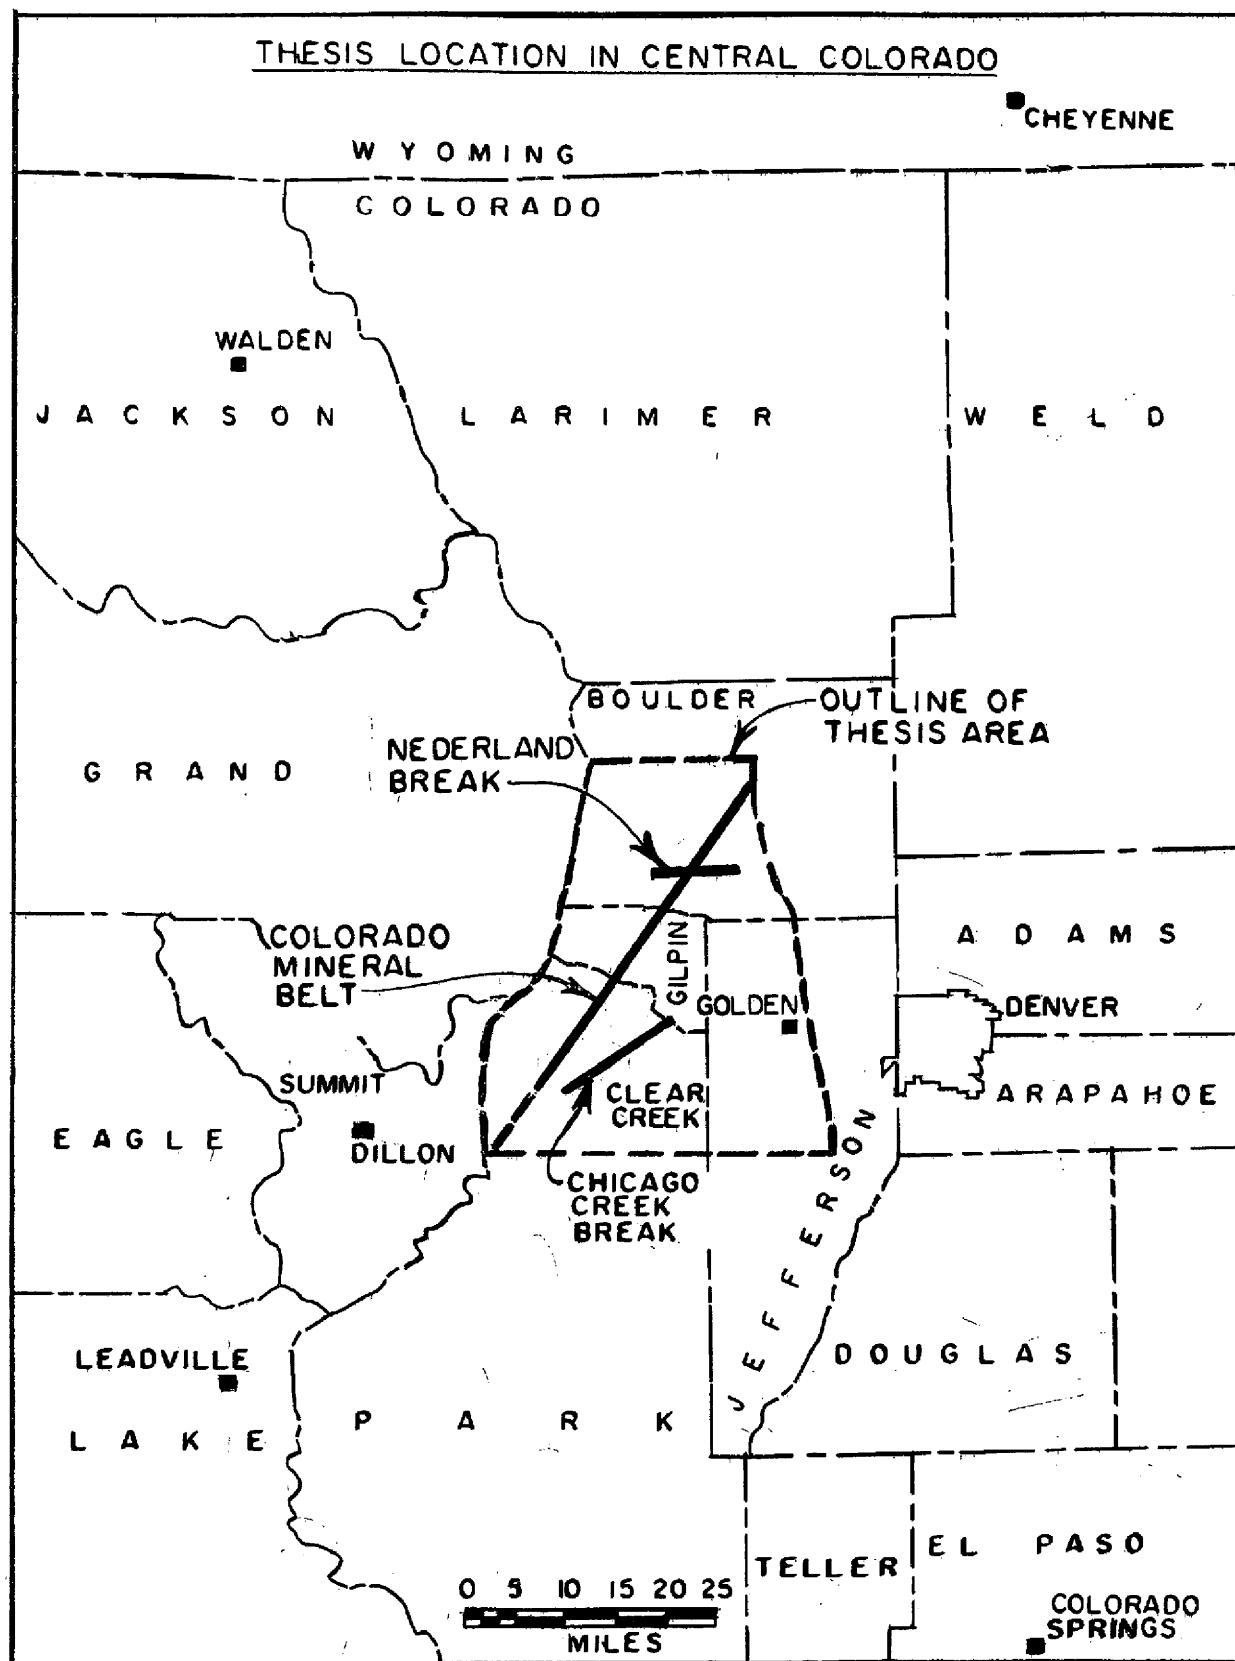 THESIS LOCATION IN CENTRAL COLORADO
CHEYENNE
WYOMING
COLORADO
WALDEN
JACKSON
LARIMER
WELD
BOULDER
OUTLINE OF
THESIS AREA
NEDERLAND
BREAK
GRAND
GILPIN
ADAMS
COLORADO
MINERAL
BELT
GOLDEN
DENVER
SUMMIT
CLEAR
CREEK
ARAPAHOE
EAGLE
DILLON
JEFFERSON
CHICAGO
CREEK
BREAK
LEADVILLE
DOUGLAS
LAKE
PARK
TELLER
EL PASO
0 5 10 15 20 25
MILES
COLORADO
SPRINGS